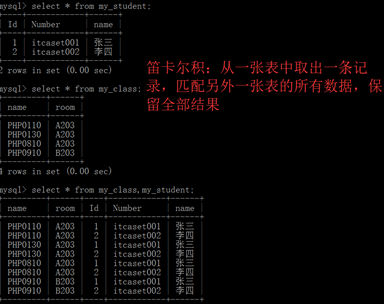 mysql> select * from my_student;
Id | Number | name
1 | itcaset001 | 张三
2 | itcaset002 | 李四
2 rows in set (0.00 sec)
笛卡尔积：从一张表中取出一条记
录，匹配另外一张表的所有数据，保
留全部结果
mysql> select * from my_class;
name | room
PHP0110 | A203
PHP0130 | A203
PHP0810 | A203
PHP0910 | B203
4 rows in set (0.00 sec)
mysql> select * from my_class,my_student;
name | room | Id | Number | name
PHP0110 | A203 | 1 | itcaset001 | 张三
PHP0110 | A203 | 2 | itcaset002 | 李四
PHP0130 | A203 | 1 | itcaset001 | 张三
PHP0130 | A203 | 2 | itcaset002 | 李四
PHP0810 | A203 | 1 | itcaset001 | 张三
PHP0810 | A203 | 2 | itcaset002 | 李四
PHP0910 | B203 | 1 | itcaset001 | 张三
PHP0910 | B203 | 2 | itcaset002 | 李四